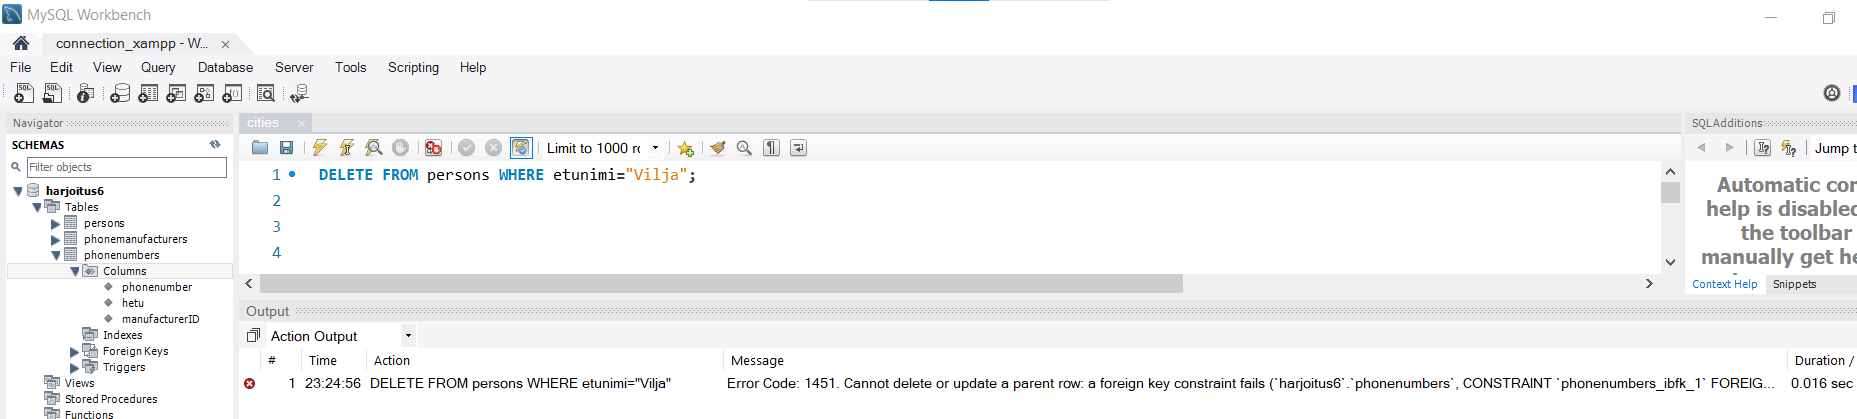 MySQL Workbench
connection_xampp - W... ×
File Edit View Query Database Server Tools Scripting Help
Navigator
SCHEMAS
Filter objects
harjoitus6
Tables
persons
phonemanufacturers
phonenumbers
Columns
phonenumber
hetu
manufacturerID
Indexes
Foreign Keys
Triggers
Views
Stored Procedures
Functions
cities ×
Limit to 1000 rc
1 DELETE FROM persons WHERE etunimi="Vilja";
2
3
4
Output
Action Output
# Time Action Message Duration /
1 23:24:56 DELETE FROM persons WHERE etunimi="Vilja" Error Code: 1451. Cannot delete or update a parent row: a foreign key constraint fails (`harjoitus6`.`phonenumbers`, CONSTRAINT `phonenumbers_ibfk_1` FOREIG... 0.016 sec
SQLAdditions
Jump t
Automatic cor
help is disabled
the toolbar
manually get he
Context Help Snippets